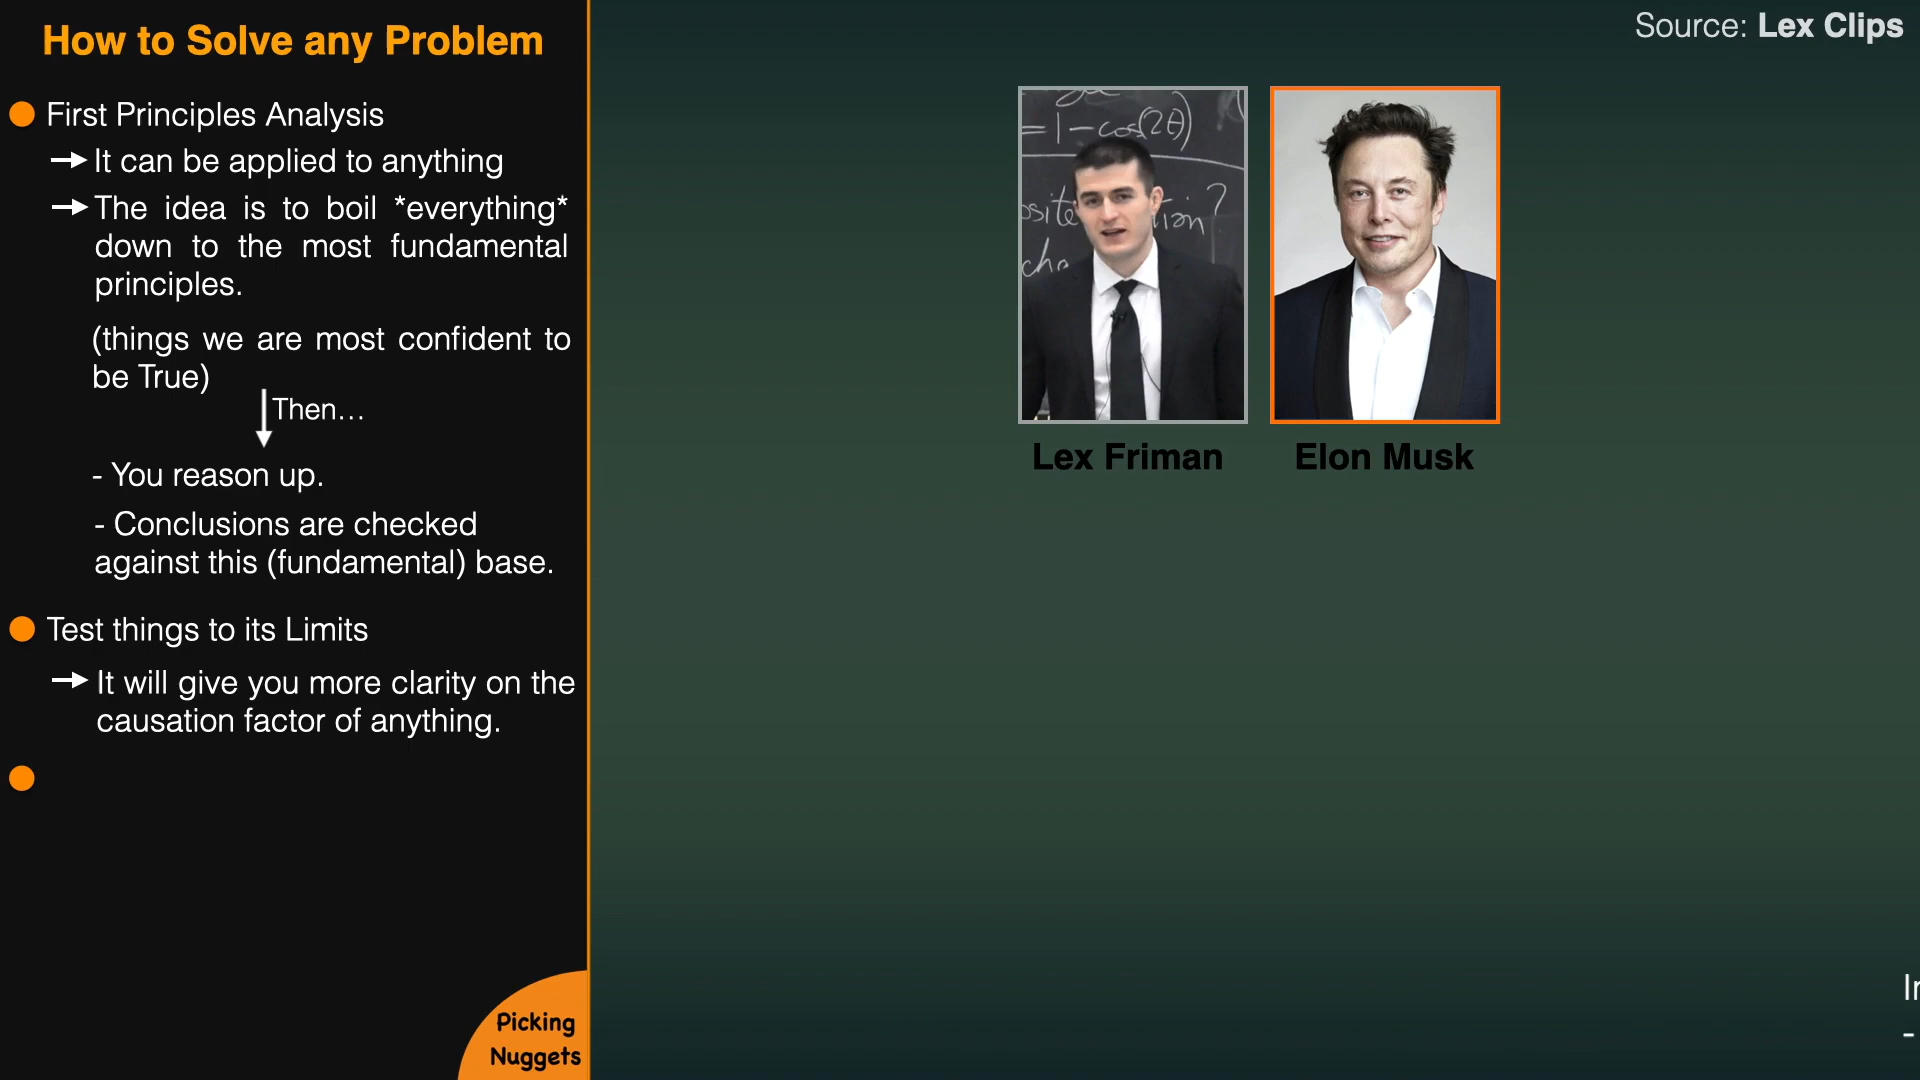 How to Solve any Problem
Source: Lex Clips
First Principles Analysis
It can be applied to anything
The idea is to boil *everything*
down to the most fundamental
principles.
(things we are most confident to
be True)
Then...
- You reason up.
- Conclusions are checked
against this (fundamental) base.
Test things to its Limits
It will give you more clarity on the
causation factor of anything.
= 1 - cos(2θ)
?
Lex Friman
Elon Musk
Picking
Nuggets
-